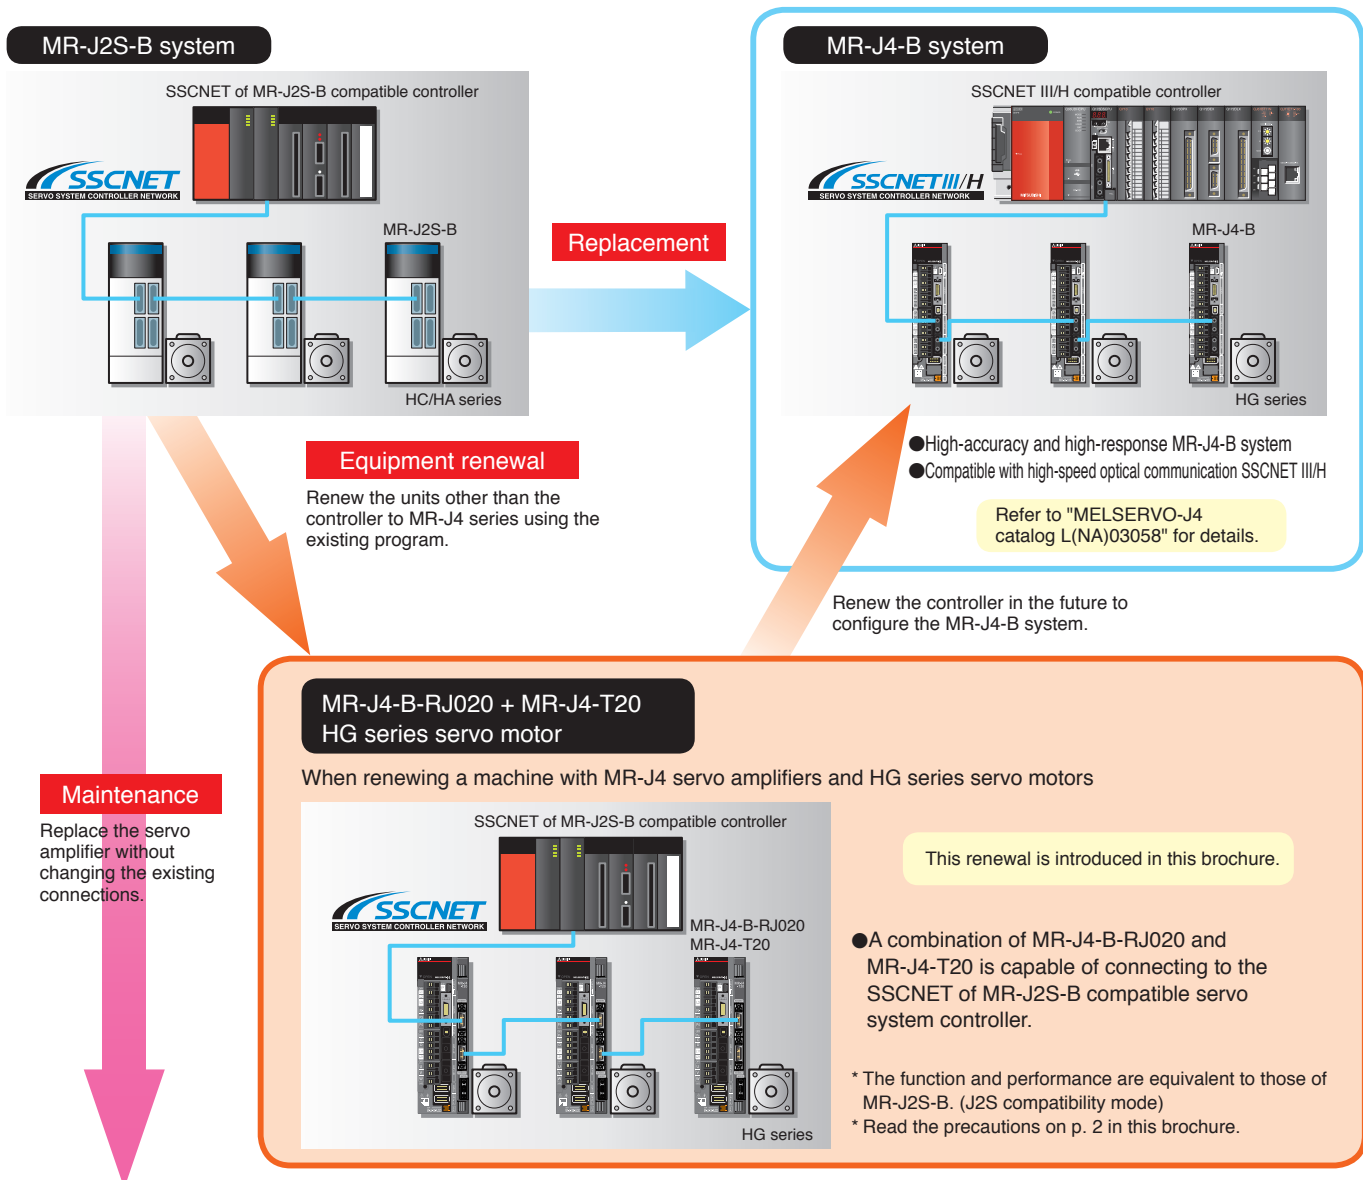 MR-J2S-B system
SSCNET of MR-J2S-B compatible controller
SSCNET
SERVO SYSTEM CONTROLLER NETWORK
MR-J2S-B
HC/HA series
Replacement
MR-J4-B system
SSCNET III/H compatible controller
SSCNET III/H
SERVO SYSTEM CONTROLLER NETWORK
MR-J4-B
HG series
●High-accuracy and high-response MR-J4-B system
●Compatible with high-speed optical communication SSCNET III/H
Refer to "MELSERVO-J4
catalog L(NA)03058" for details.
Equipment renewal
Renew the units other than the
controller to MR-J4 series using the
existing program.
Renew the controller in the future to
configure the MR-J4-B system.
Maintenance
Replace the servo
amplifier without
changing the existing
connections.
MR-J4-B-RJ020 + MR-J4-T20
HG series servo motor
When renewing a machine with MR-J4 servo amplifiers and HG series servo motors
SSCNET of MR-J2S-B compatible controller
SSCNET
SERVO SYSTEM CONTROLLER NETWORK
MR-J4-B-RJ020
MR-J4-T20
HG series
This renewal is introduced in this brochure.
●A combination of MR-J4-B-RJ020 and
MR-J4-T20 is capable of connecting to the
SSCNET of MR-J2S-B compatible servo
system controller.
* The function and performance are equivalent to those of
MR-J2S-B. (J2S compatibility mode)
* Read the precautions on p. 2 in this brochure.